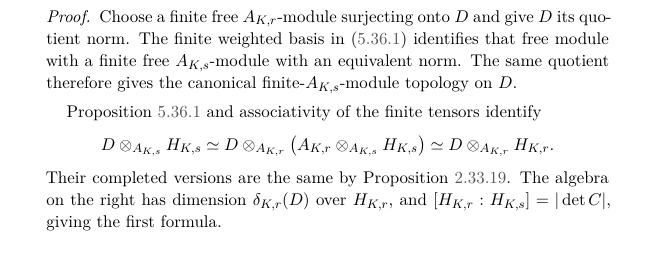 Proof. Choose a finite free A_{K,r}-module surjecting onto D and give D its quo-
tient norm. The finite weighted basis in (5.36.1) identifies that free module
with a finite free A_{K,s}-module with an equivalent norm. The same quotient
therefore gives the canonical finite-A_{K,s}-module topology on D.
Proposition 5.36.1 and associativity of the finite tensors identify
D ⊗_{A_{K,s}} H_{K,s} ≃ D ⊗_{A_{K,r}} (A_{K,r} ⊗_{A_{K,s}} H_{K,s}) ≃ D ⊗_{A_{K,r}} H_{K,r}.
Their completed versions are the same by Proposition 2.33.19. The algebra
on the right has dimension δ_{K,r}(D) over H_{K,r}, and [H_{K,r} : H_{K,s}] = | det C|,
giving the first formula.